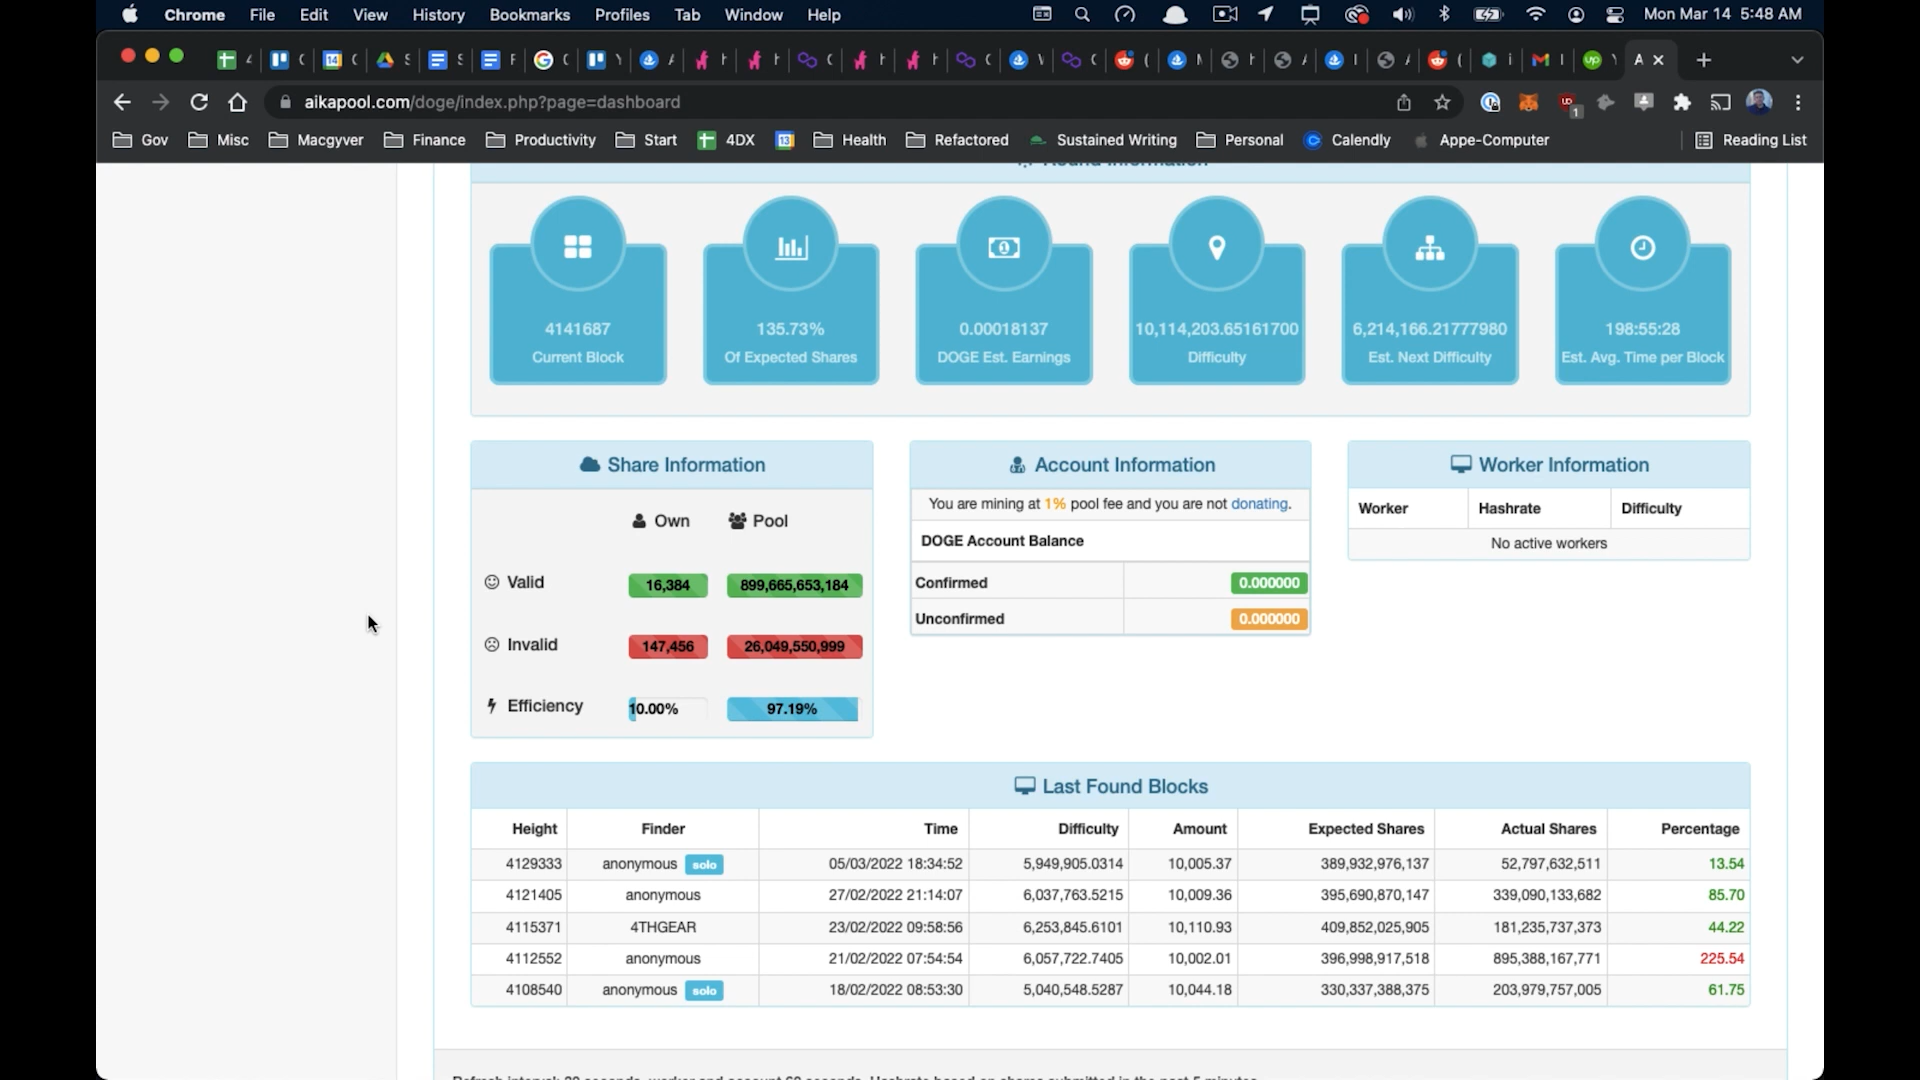 Chrome File Edit View History Bookmarks Profiles Tab Window Help Mon Mar 14 5:48 AM
aikapool.com/doge/index.php?page=dashboard
Gov Misc Macgyver Finance Productivity Start 4DX 13 Health Refactored Sustained Writing Personal Calendly Appe-Computer Reading List
Round Information
4141687 135.73% 0.00018137 10,114,203.65161700 6,214,166.21777980 198:55:28
Current Block Of Expected Shares DOGE Est. Earnings Difficulty Est. Next Difficulty Est. Avg. Time per Block
Share Information
Own Pool
Valid 16,384 899,665,653,184
Invalid 147,456 26,049,550,999
Efficiency 10.00% 97.19%
Account Information
You are mining at 1% pool fee and you are not donating.
DOGE Account Balance
Confirmed 0.000000
Unconfirmed 0.000000
Worker Information
Worker Hashrate Difficulty
No active workers
Last Found Blocks
Height Finder Time Difficulty Amount Expected Shares Actual Shares Percentage
4129333 anonymous solo 05/03/2022 18:34:52 5,949,905.0314 10,005.37 389,932,976,137 52,797,632,511 13.54
4121405 anonymous 27/02/2022 21:14:07 6,037,763.5215 10,009.36 395,690,870,147 339,090,133,682 85.70
4115371 4THGEAR 23/02/2022 09:58:56 6,253,845.6101 10,110.93 409,852,025,905 181,235,737,373 44.22
4112552 anonymous 21/02/2022 07:54:54 6,057,722.7405 10,002.01 396,998,917,518 895,388,167,771 225.54
4108540 anonymous solo 18/02/2022 08:53:30 5,040,548.5287 10,044.18 330,337,388,375 203,979,757,005 61.75